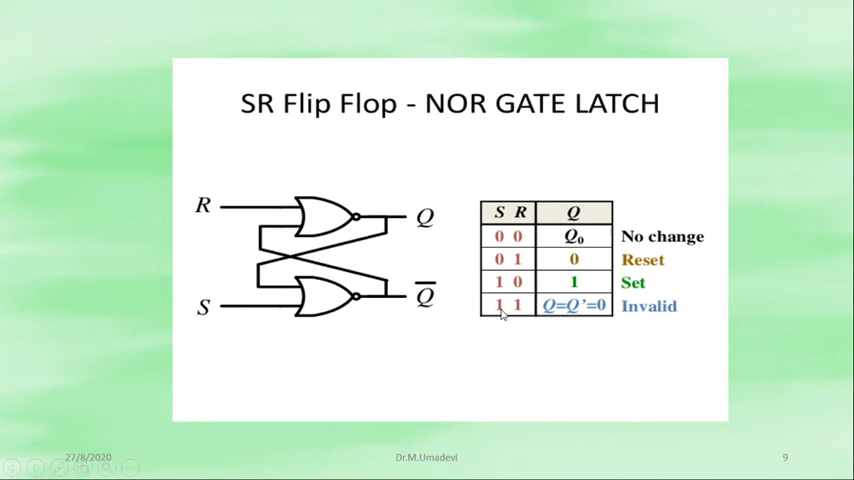 SR Flip Flop - NOR GATE LATCH
R
Q
S
Q̅
S R Q
0 0 Q₀ No change
0 1 0 Reset
1 0 1 Set
1 1 Q=Q’=0 Invalid
27/8/2020
Dr.M.Umadevi
9